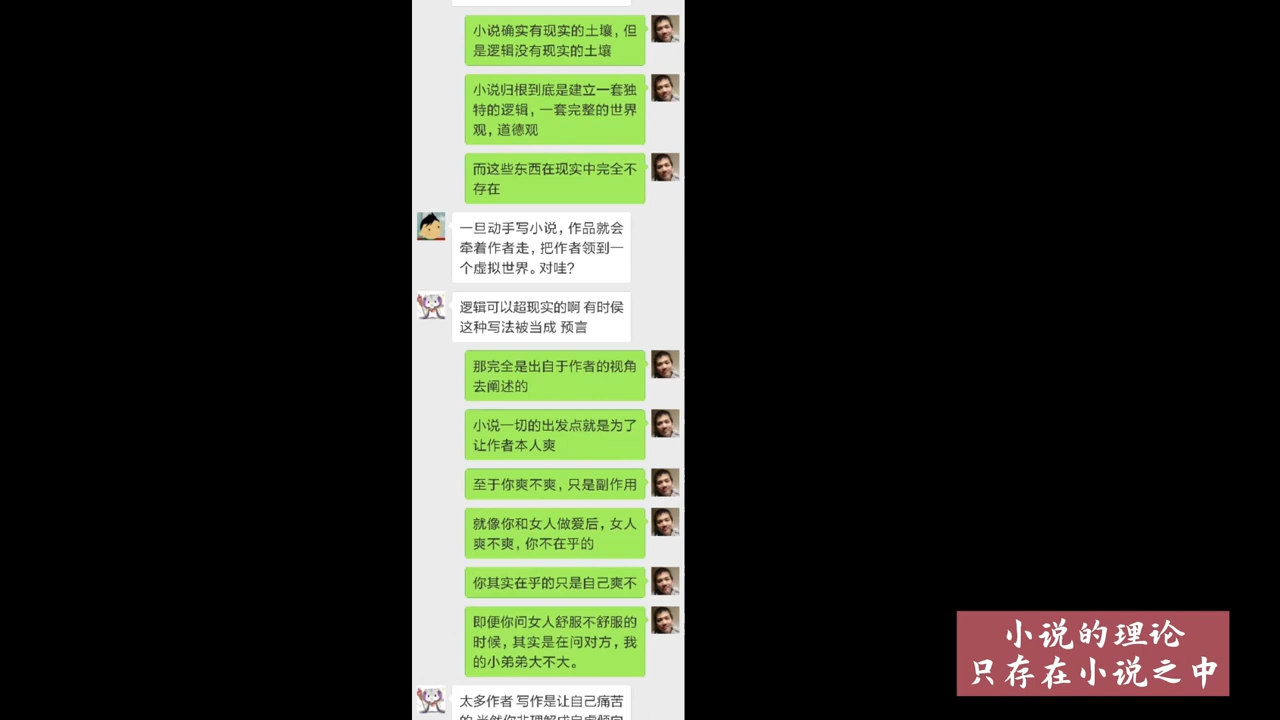 小说确实有现实的土壤，但
是逻辑没有现实的土壤
小说归根到底是建立一套独
特的逻辑，一套完整的世界
观，道德观
而这些东西在现实中完全不
存在
一旦动手写小说，作品就会
牵着作者走，把作者领到一
个虚拟世界。对哇？
逻辑可以超现实的啊 有时侯
这种写法被当成 预言
那完全是出自于作者的视角
去阐述的
小说一切的出发点就是为了
让作者本人爽
至于你爽不爽，只是副作用
就像你和女人做爱后，女人
爽不爽，你不在乎的
你其实在乎的只是自己爽不
即便你问女人舒服不舒服的
时候，其实是在问对方，我
的小弟弟大不大。
太多作者 写作是让自己痛苦
小说的理论
只存在小说之中